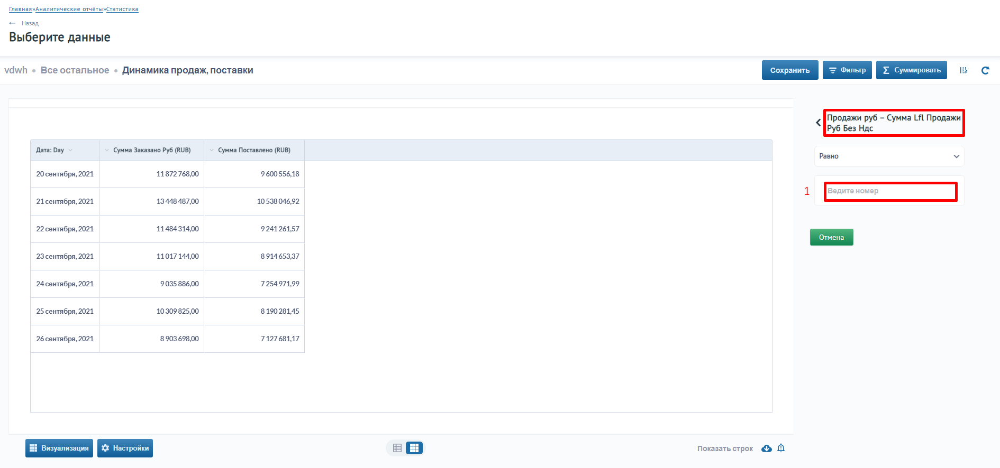 Главная»Аналитические отчёты»Статистика
← Назад
Выберите данные
vdwh • Все остальное • Динамика продаж, поставки
Сохранить
Фильтр
Суммировать
Продажи руб – Сумма Lfl Продажи
Руб Без Ндс
Равно
1
Ведите номер
Отмена
Дата: Day Сумма Заказано Руб (RUB) Сумма Поставлено (RUB)
20 сентября, 2021 11 872 768,00 9 600 556,18
21 сентября, 2021 13 448 487,00 10 538 046,92
22 сентября, 2021 11 484 314,00 9 241 261,57
23 сентября, 2021 11 017 144,00 8 914 653,37
24 сентября, 2021 9 035 886,00 7 254 971,99
25 сентября, 2021 10 309 825,00 8 190 281,45
26 сентября, 2021 8 903 698,00 7 127 681,17
Визуализация
Настройки
Показать строк